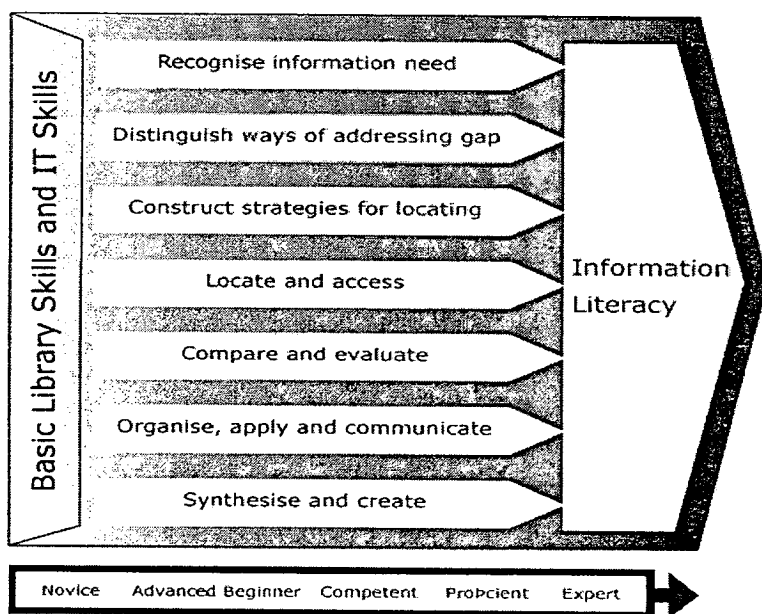 Basic Library Skills and IT Skills
Recognise information need
Distinguish ways of addressing gap
Construct strategies for locating
Locate and access
Compare and evaluate
Organise, apply and communicate
Synthesise and create
Information
Literacy
Novice Advanced Beginner Competent ProÞcient Expert